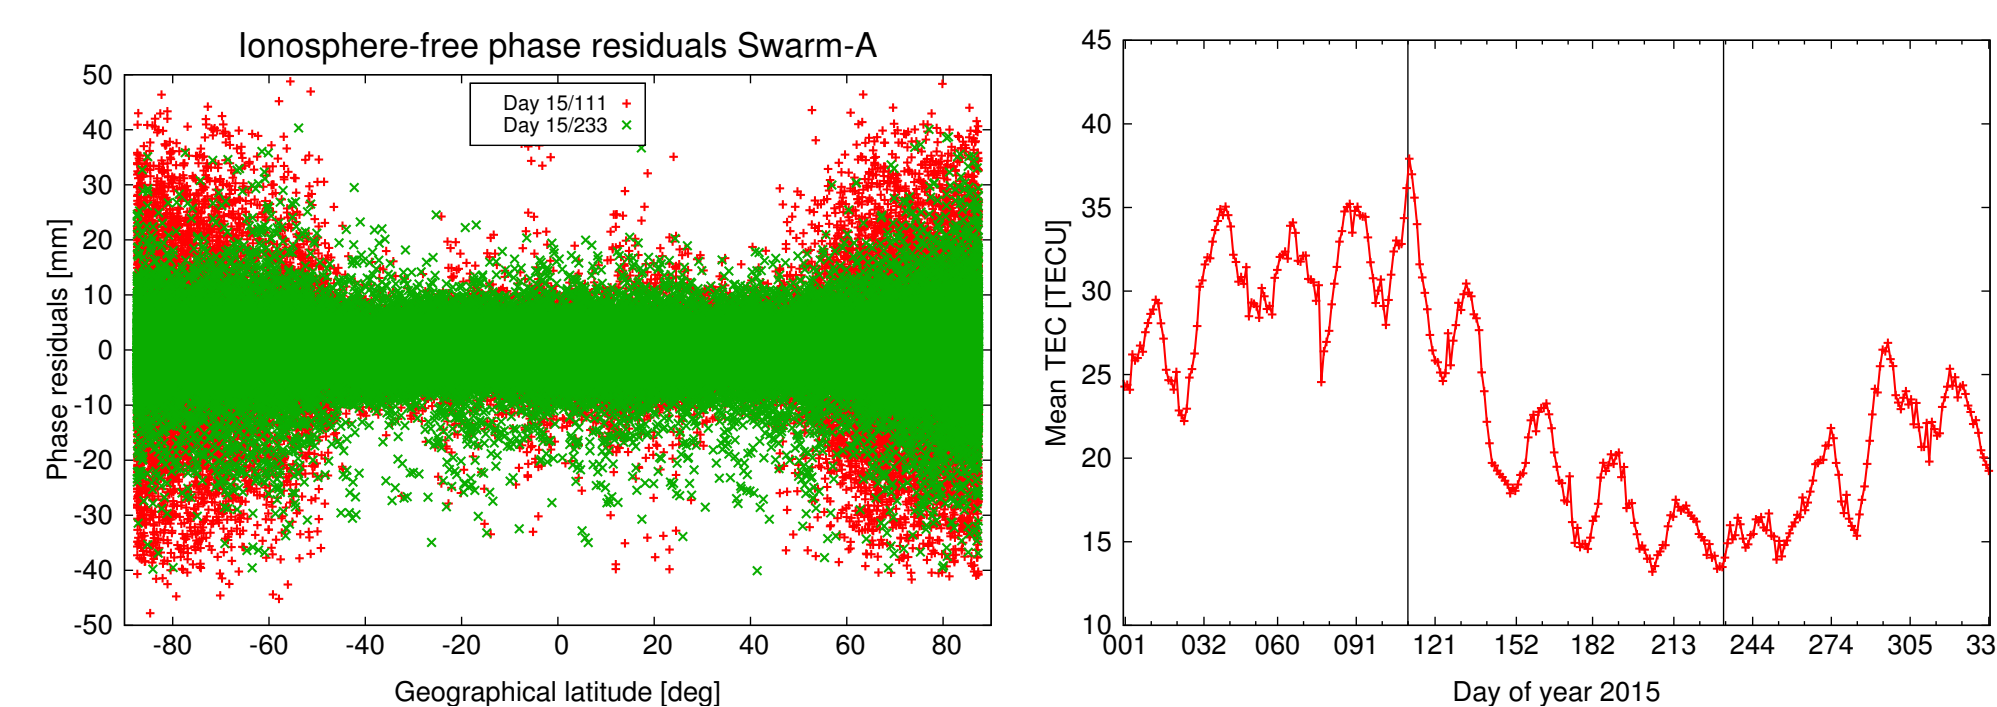 Ionosphere-free phase residuals Swarm-A
Day 15/111
Day 15/233
50
40
30
20
10
0
-10
-20
-30
-40
-50
Phase residuals [mm]
-80 -60 -40 -20 0 20 40 60 80
Geographical latitude [deg]
45
40
35
30
25
20
15
10
Mean TEC [TECU]
001 032 060 091 121 152 182 213 244 274 305 33
Day of year 2015